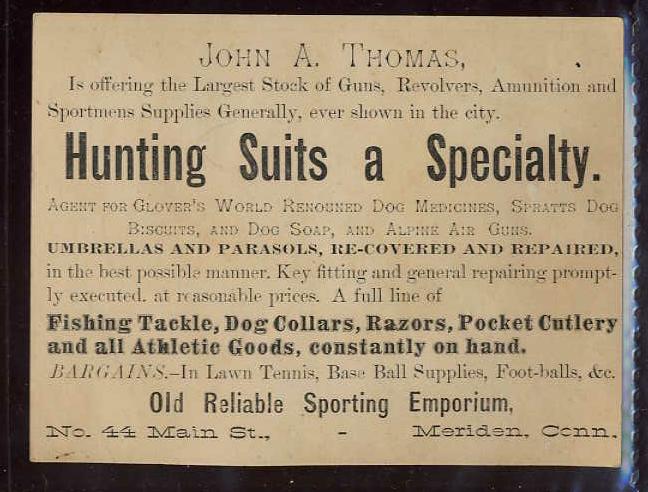 JOHN A. THOMAS,
Is offering the Largest Stock of Guns, Revolvers, Amunition and
Sportmens Supplies Generally, ever shown in the city.
Hunting Suits a Specialty.
AGENT FOR GLOVER'S WORLD RENOUNED DOG MEDICINES, SPRATTS DOG
BISCUITS, AND DOG SOAP, AND ALPINE AIR GUNS.
UMBRELLAS AND PARASOLS, RE-COVERED AND REPAIRED,
in the best possible manner. Key fitting and general repairing prompt-
ly executed. at reasonable prices. A full line of
Fishing Tackle, Dog Collars, Razors, Pocket Cutlery
and all Athletic Goods, constantly on hand.
BARGAINS.-In Lawn Tennis, Base Ball Supplies, Foot-balls, &c.
Old Reliable Sporting Emporium,
No. 44 Main St., - Meriden, Conn.